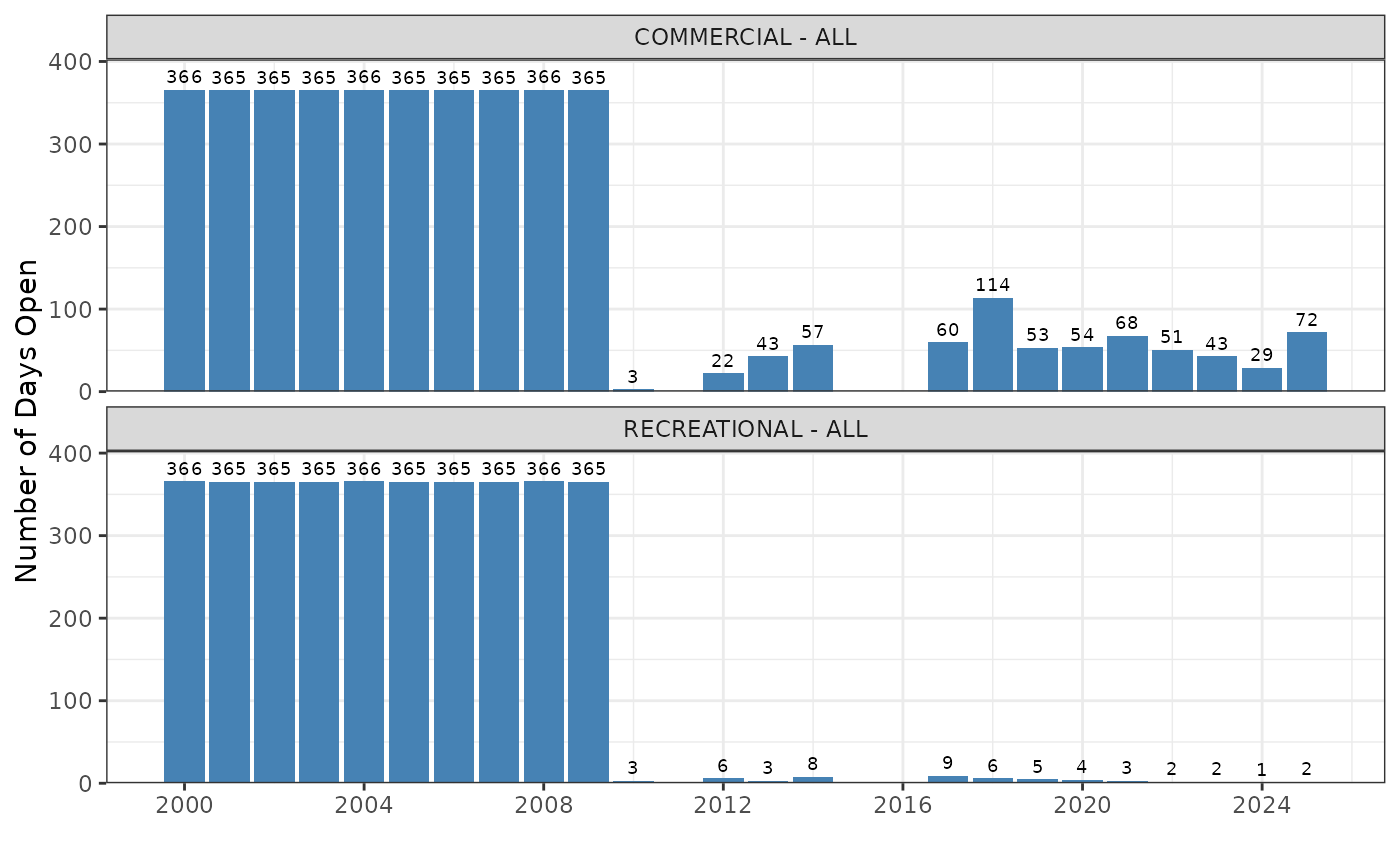 COMMERCIAL - ALL
400
366 365 365 365 366 365 365 365 366 365
300
200
114
100
60 53 54 68 51 43 29 72
3 22 43 57
0
Number of Days Open
RECREATIONAL - ALL
400
366 365 365 365 366 365 365 365 366 365
300
200
100
3 6 3 8 9 6 5 4 3 2 2 1 2
0
2000 2004 2008 2012 2016 2020 2024